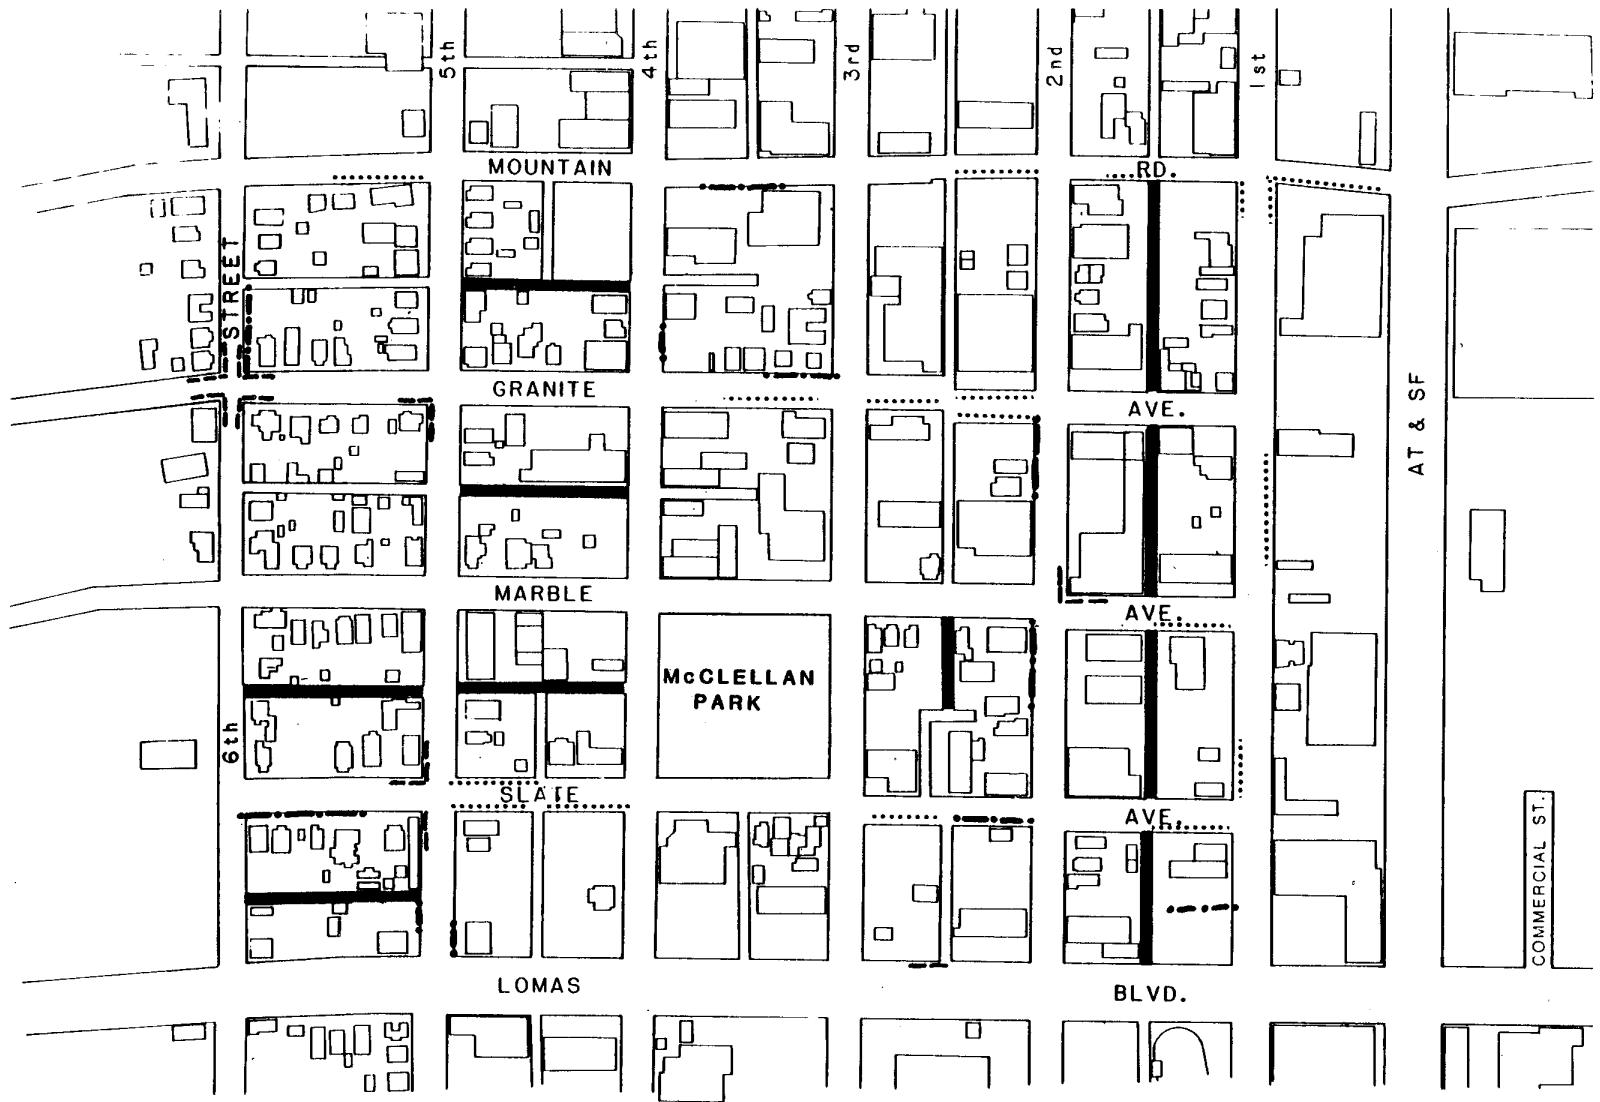 5th
4th
3rd
2nd
1st
MOUNTAIN
RD.
STREET
GRANITE
AVE.
AT & SF
MARBLE
AVE.
McCLELLAN
PARK
6th
SLATE
AVE.
COMMERCIAL ST.
LOMAS
BLVD.